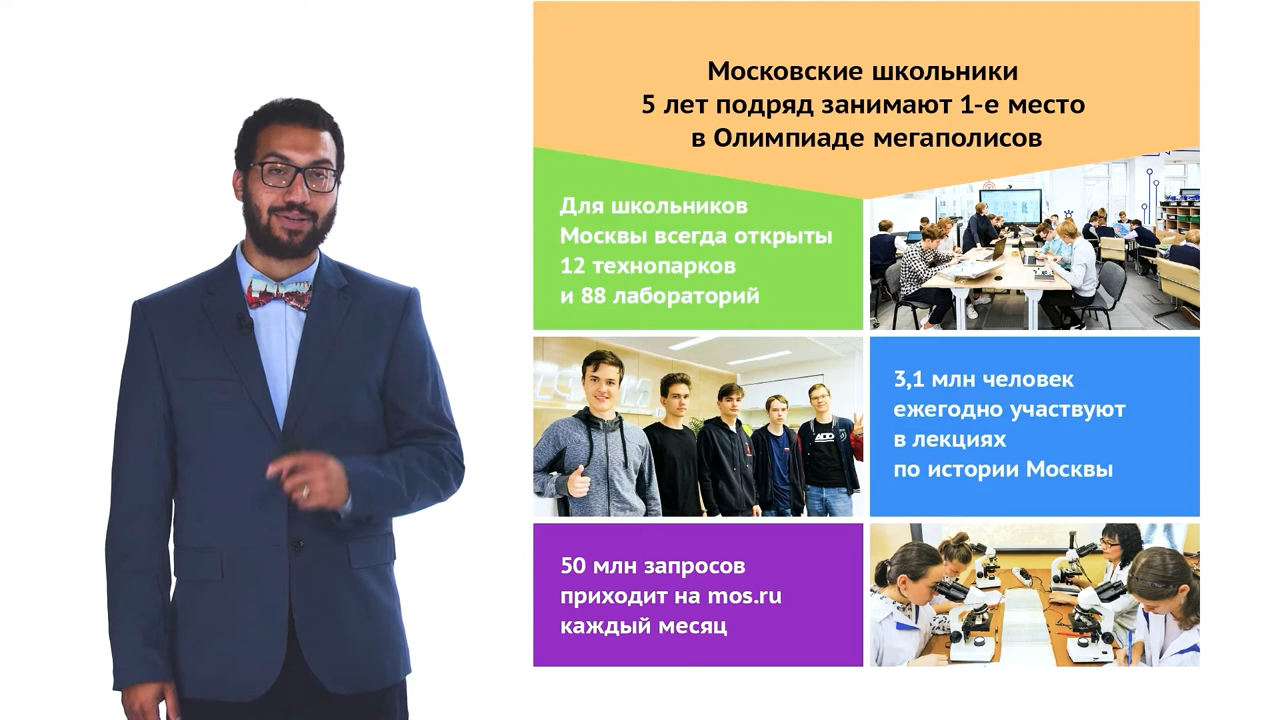 Московские школьники
5 лет подряд занимают 1-е место
в Олимпиаде мегаполисов
Для школьников
Москвы всегда открыты
12 технопарков
и 88 лабораторий
3,1 млн человек
ежегодно участвуют
в лекциях
по истории Москвы
50 млн запросов
приходит на mos.ru
каждый месяц